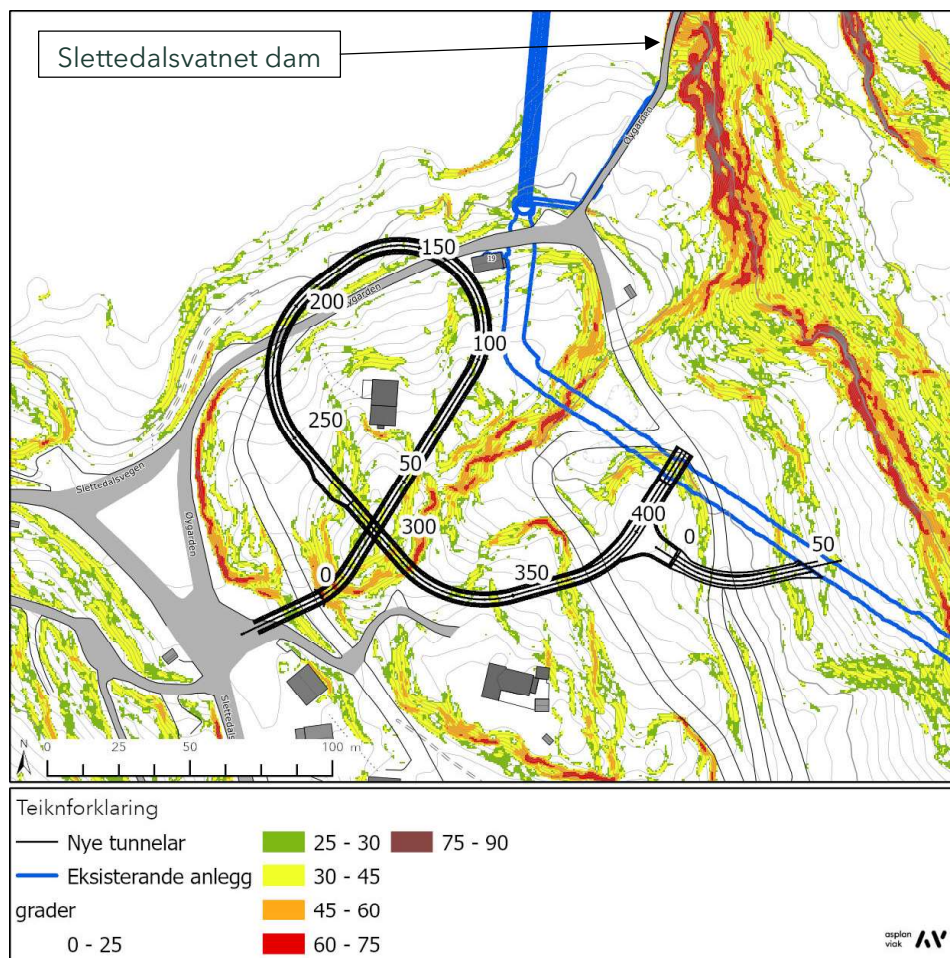 Slettedalsvatnet dam
Øygarden
150
19
200
Øygarden
100
250
50
Slettedalsvegen
300
400
0
50
Øygarden
350
0
Slettedals
N
0 25 50 100 m
Teiknforklaring
Nye tunnelar
Eksisterande anlegg
grader
0 - 25
25 - 30
30 - 45
45 - 60
60 - 75
75 - 90
asplan
viak